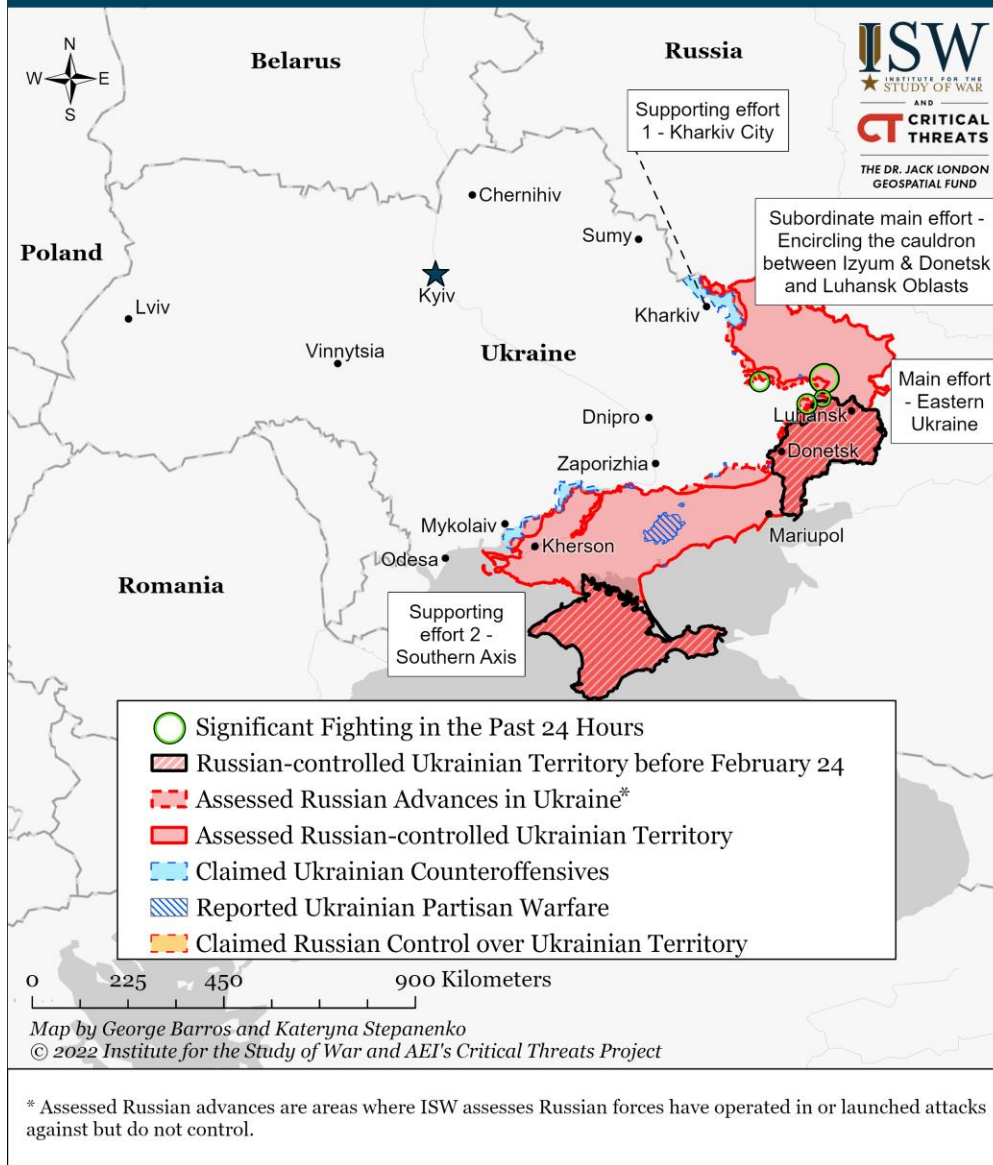 N
W E
S
Belarus
Russia
ISW
INSTITUTE FOR THE
STUDY OF WAR
AND
CT CRITICAL
THREATS
THE DR. JACK LONDON
GEOSPATIAL FUND
Supporting effort
1 - Kharkiv City
Chernihiv
Subordinate main effort -
Encircling the cauldron
between Izyum & Donetsk
and Luhansk Oblasts
Sumy
Poland
Kyiv
Lviv
Kharkiv
Vinnytsia
Ukraine
Main effort
- Eastern
Ukraine
Dnipro
Luhansk
Donetsk
Zaporizhia
Mykolaiv
Kherson
Mariupol
Odesa
Romania
Supporting
effort 2 -
Southern Axis
Significant Fighting in the Past 24 Hours
Russian-controlled Ukrainian Territory before February 24
Assessed Russian Advances in Ukraine*
Assessed Russian-controlled Ukrainian Territory
Claimed Ukrainian Counteroffensives
Reported Ukrainian Partisan Warfare
Claimed Russian Control over Ukrainian Territory
0 225 450 900 Kilometers
Map by George Barros and Kateryna Stepanenko
© 2022 Institute for the Study of War and AEI's Critical Threats Project
* Assessed Russian advances are areas where ISW assesses Russian forces have operated in or launched attacks
against but do not control.